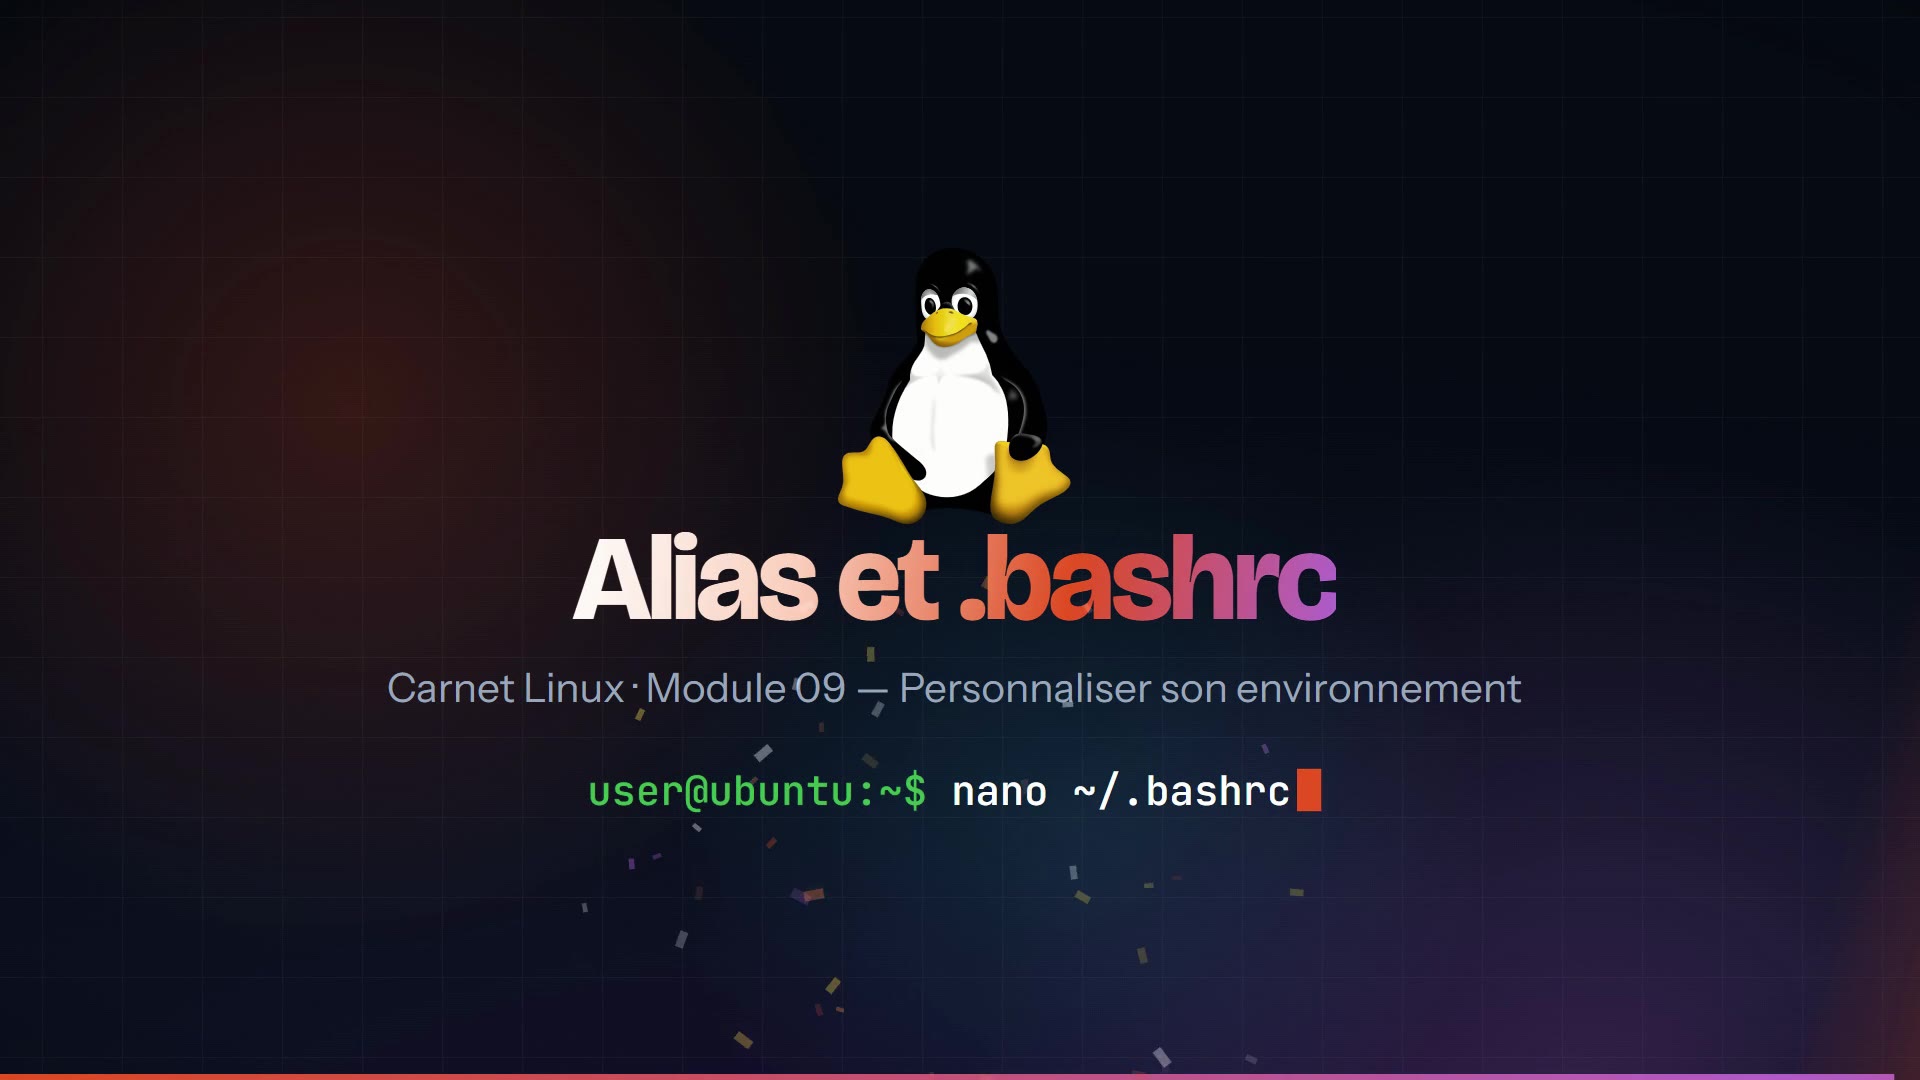 Alias et .bashrc
Carnet Linux · Module 09 — Personnaliser son environnement
user@ubuntu:~$ nano ~/.bashrc